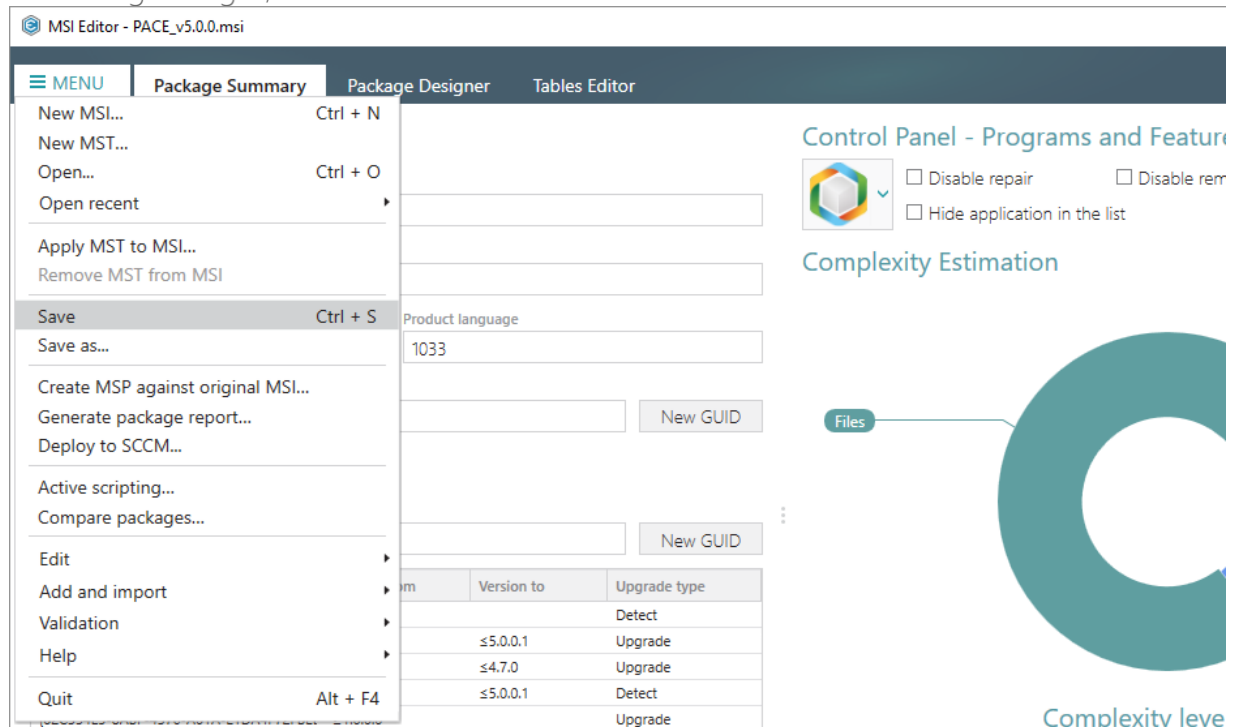 MSI Editor - PACE_v5.0.0.msi
MENU Package Summary Package Designer Tables Editor
New MSI... Ctrl + N
New MST...
Open... Ctrl + O
Open recent
Apply MST to MSI...
Remove MST from MSI
Save Ctrl + S
Save as...
Create MSP against original MSI...
Generate package report...
Deploy to SCCM...
Active scripting...
Compare packages...
Edit
Add and import
Validation
Help
Quit Alt + F4
Product language
1033
New GUID
New GUID
om Version to Upgrade type
Detect
≤5.0.0.1 Upgrade
≤4.7.0 Upgrade
≤5.0.0.1 Detect
Upgrade
Control Panel - Programs and Feature
Disable repair Disable rem
Hide application in the list
Complexity Estimation
Files
Complexity leve